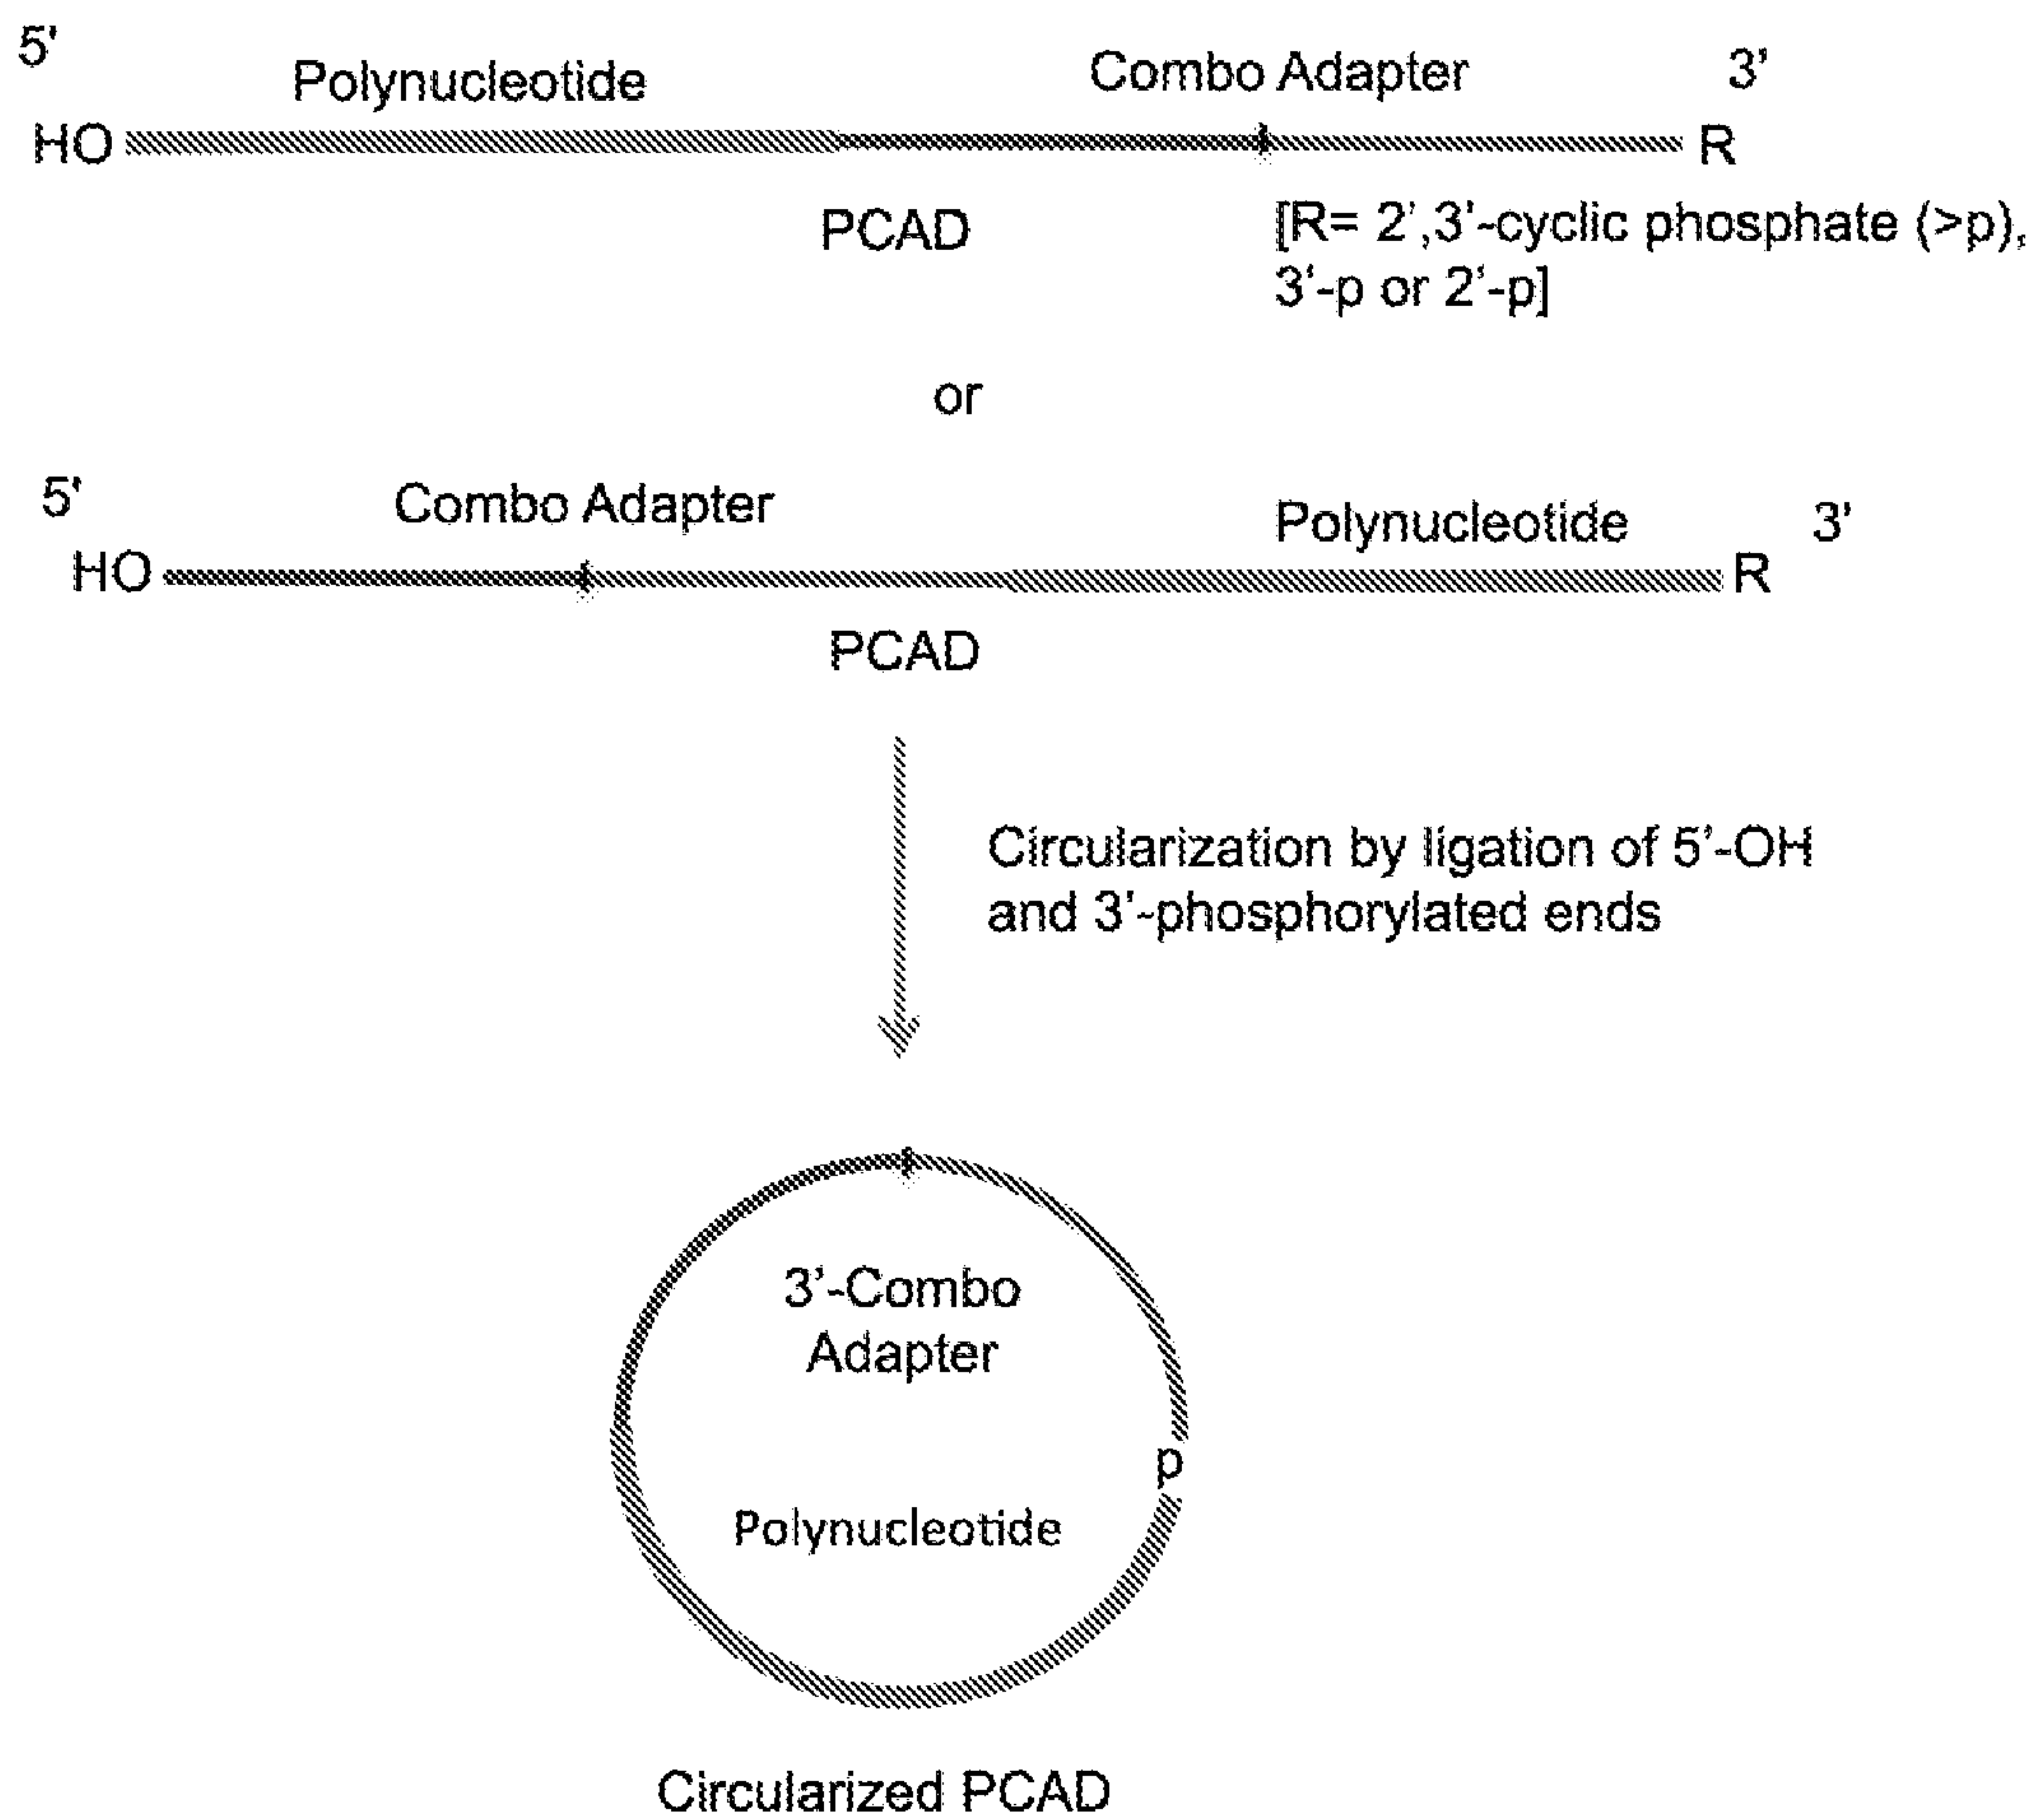 5'
Polynucleotide
Combo Adapter
3'
HO
R
PCAD
[R= 2',3'-cyclic phosphate (>p),
3'-p or 2'-p]
or
5'
Combo Adapter
Polynucleotide
3'
HO
R
PCAD
Circularization by ligation of 5'-OH
and 3'-phosphorylated ends
3'-Combo
Adapter
p
Polynucleotide
Circularized PCAD